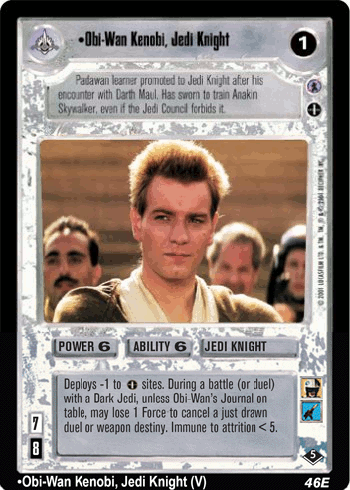 •Obi-Wan Kenobi, Jedi Knight
1
Padawan learner promoted to Jedi Knight after his
encounter with Darth Maul. Has sworn to train Anakin
Skywalker, even if the Jedi Council forbids it.
POWER 6
ABILITY 6
JEDI KNIGHT
Deploys -1 to sites. During a battle (or duel)
with a Dark Jedi, unless Obi-Wan's Journal on
table, may lose 1 Force to cancel a just drawn
duel or weapon destiny. Immune to attrition < 5.
7
8
5
•Obi-Wan Kenobi, Jedi Knight (V)
46E